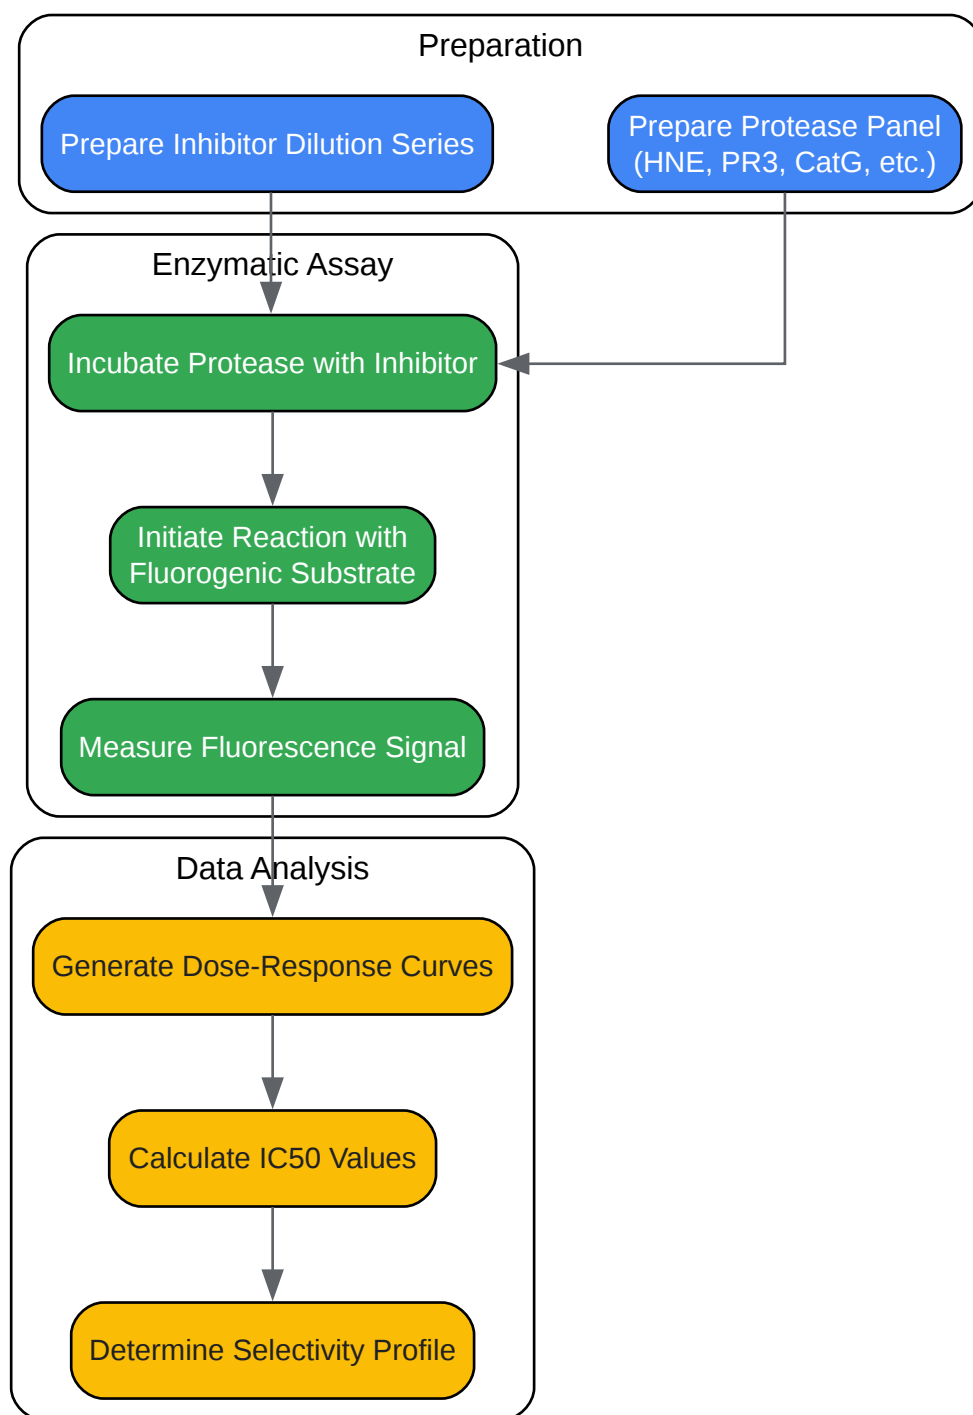 Preparation
Prepare Inhibitor Dilution Series
Prepare Protease Panel
(HNE, PR3, CatG, etc.)
Enzymatic Assay
Incubate Protease with Inhibitor
Initiate Reaction with
Fluorogenic Substrate
Measure Fluorescence Signal
Data Analysis
Generate Dose-Response Curves
Calculate IC50 Values
Determine Selectivity Profile